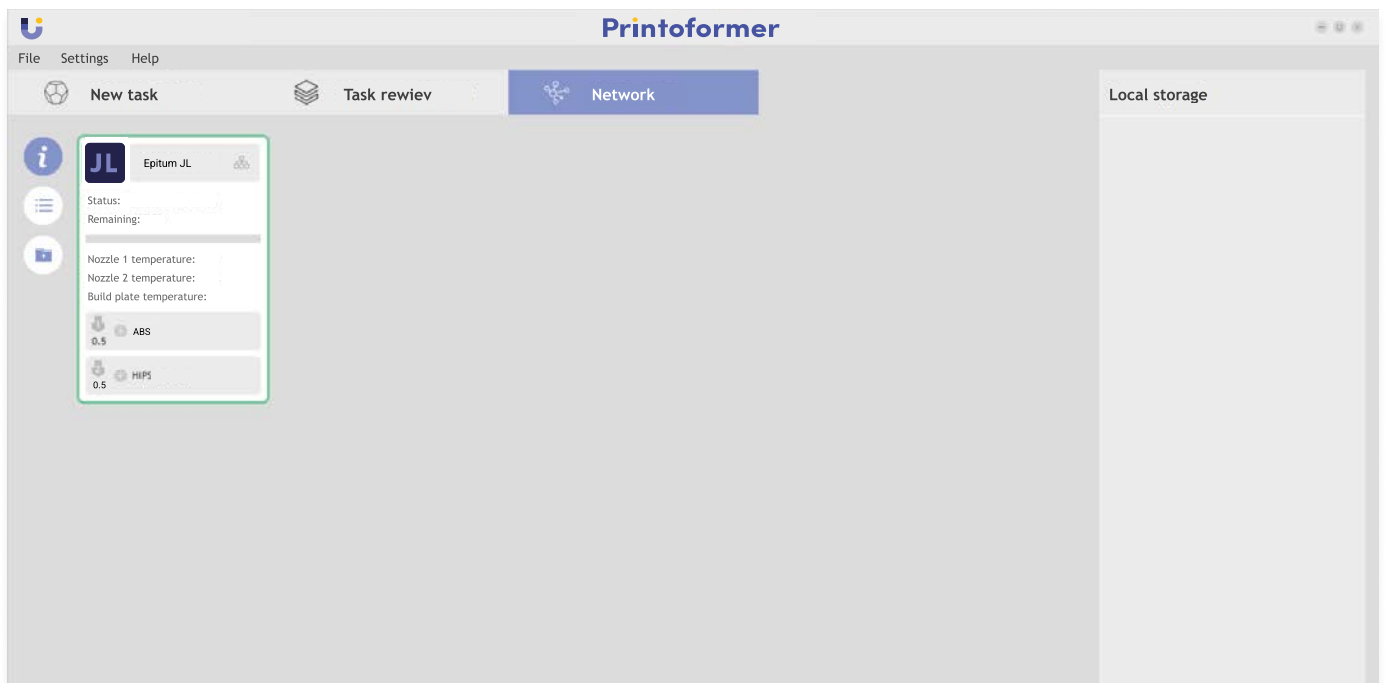 Printoformer
File Settings Help
New task Task rewiev Network Local storage
i
JL Epitum JL
Status:
Remaining:
Nozzle 1 temperature:
Nozzle 2 temperature:
Build plate temperature:
0.5 ABS
0.5 HIPS